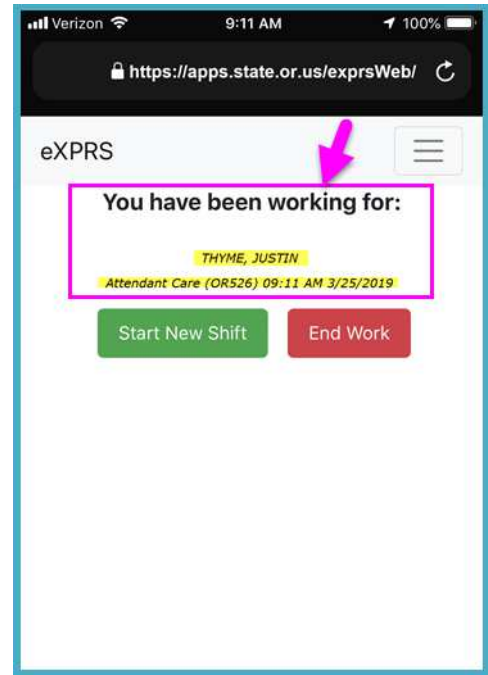 Verizon 9:11 AM 100%
https://apps.state.or.us/exprsWeb/
eXPRS
You have been working for:
THYME, JUSTIN
Attendant Care (OR526) 09:11 AM 3/25/2019
Start New Shift End Work